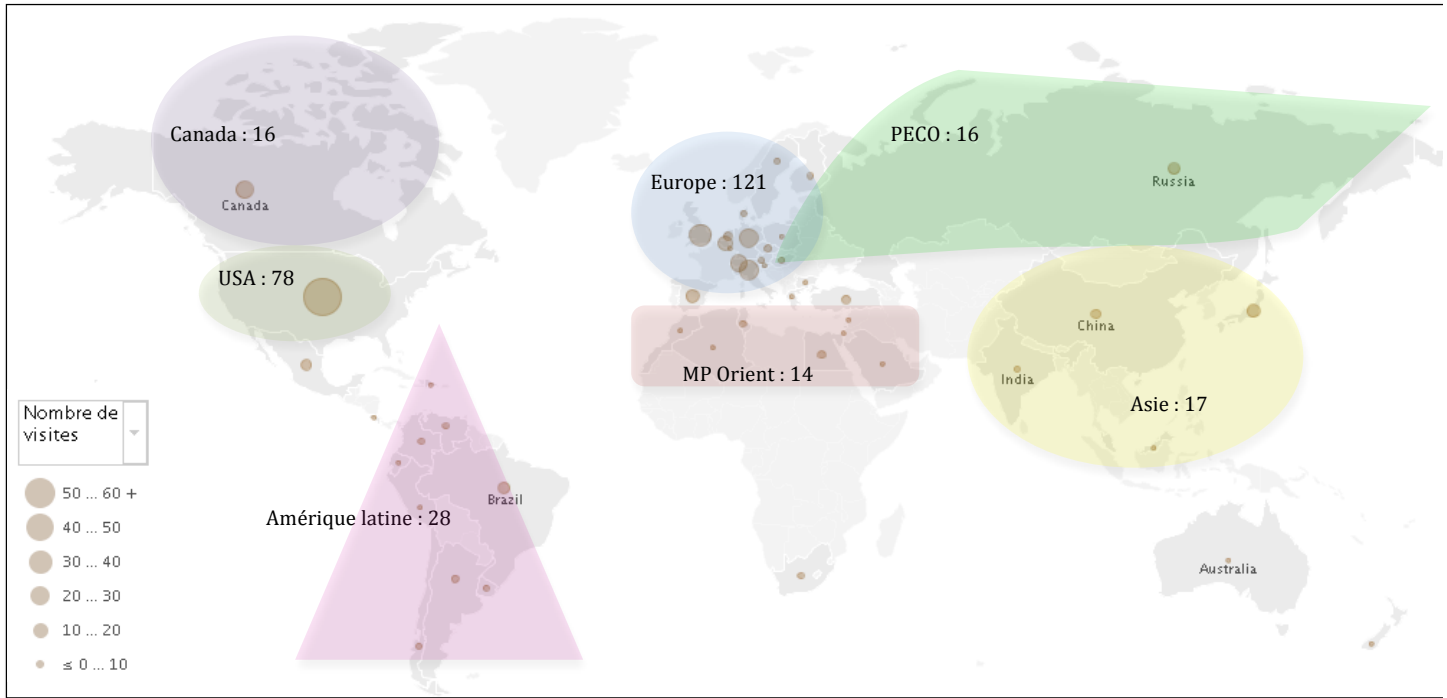 Canada : 16
PECO : 16
Europe : 121
Russia
Canada
USA : 78
China
MP Orient : 14
India
Asie : 17
Nombre de
visites
50 ... 60 +
Brazil
Amérique latine : 28
40 ... 50
30 ... 40
Australia
20 ... 30
10 ... 20
≤ 0 ... 10